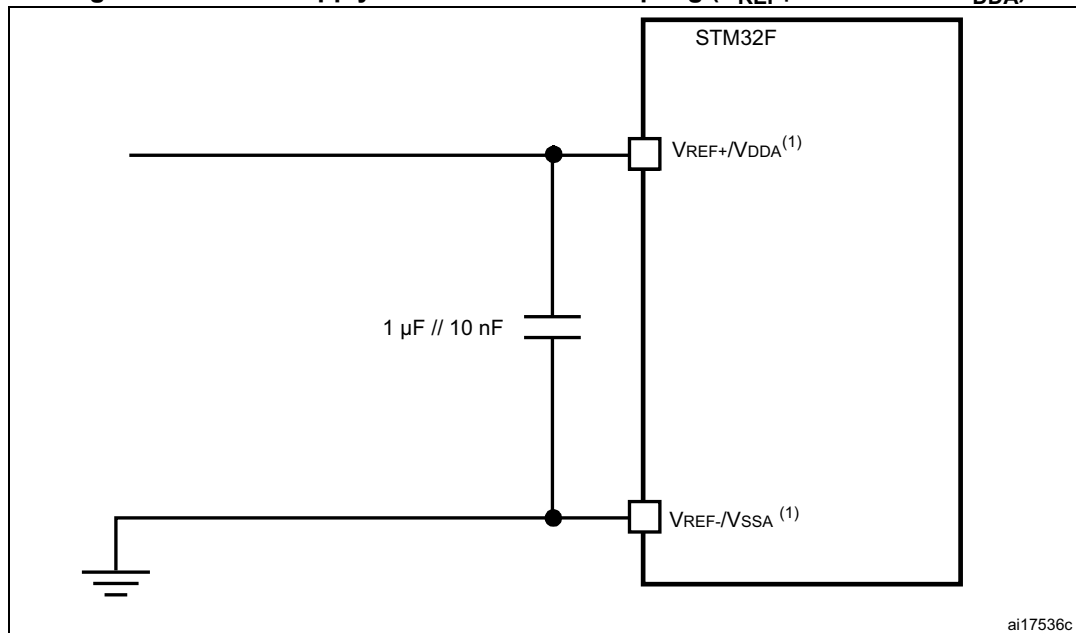 STM32F
VREF+/VDDA(1)
1 µF // 10 nF
VREF-/VSSA (1)
ai17536c